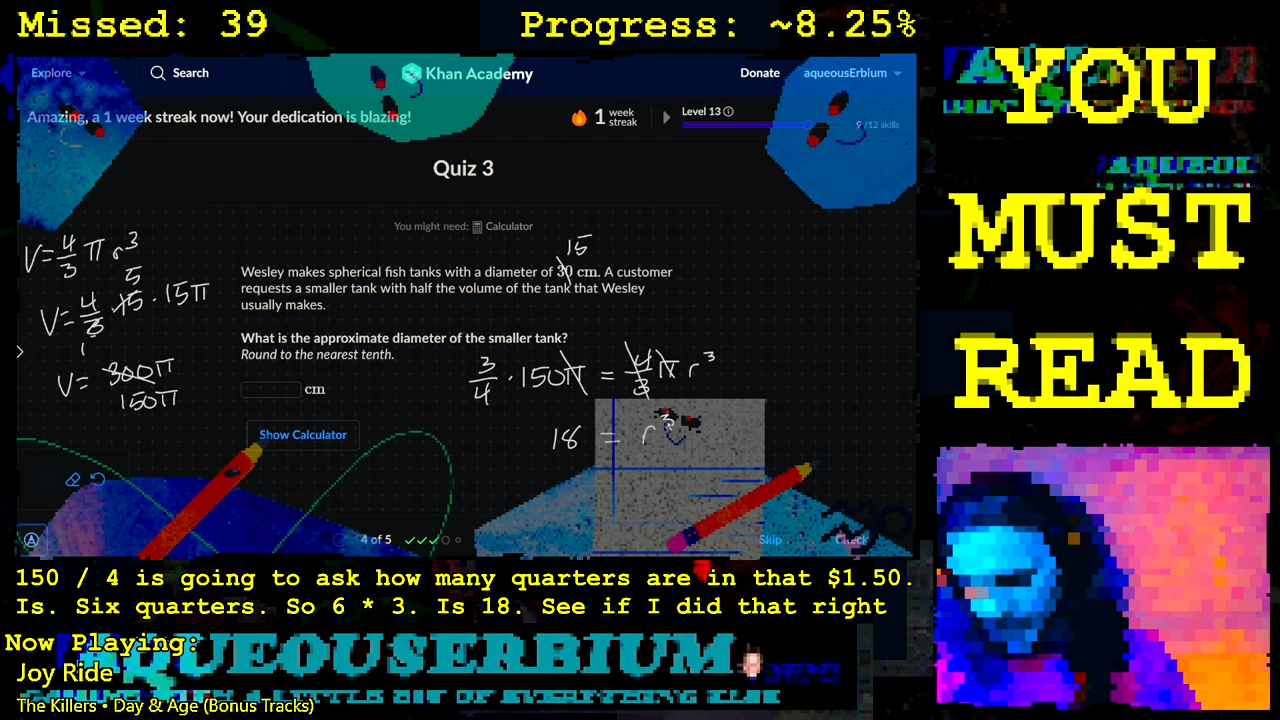 Missed: 39
Progress: ~8.25%
Explore
Search
Khan Academy
Donate
aqueousErbium
Amazing, a 1 week streak now! Your dedication is blazing!
1 week streak
Level 13
9/12 skills
Quiz 3
You might need: Calculator
V = 4/3 π r³
5
V = 4/3 15 · 15π
1
V = 300π
150π
15
Wesley makes spherical fish tanks with a diameter of 30 cm. A customer
requests a smaller tank with half the volume of the tank that Wesley
usually makes.
What is the approximate diameter of the smaller tank?
Round to the nearest tenth.
cm
3/4 · 150π = 4/3 π r³
18 = r³
Show Calculator
4 of 5
Skip
Check
150 / 4 is going to ask how many quarters are in that $1.50.
Is. Six quarters. So 6 * 3. Is 18. See if I did that right
Now Playing:
AQUEOUSERBIUM
Joy Ride
The Killers • Day & Age (Bonus Tracks)
YOU
MUST
READ